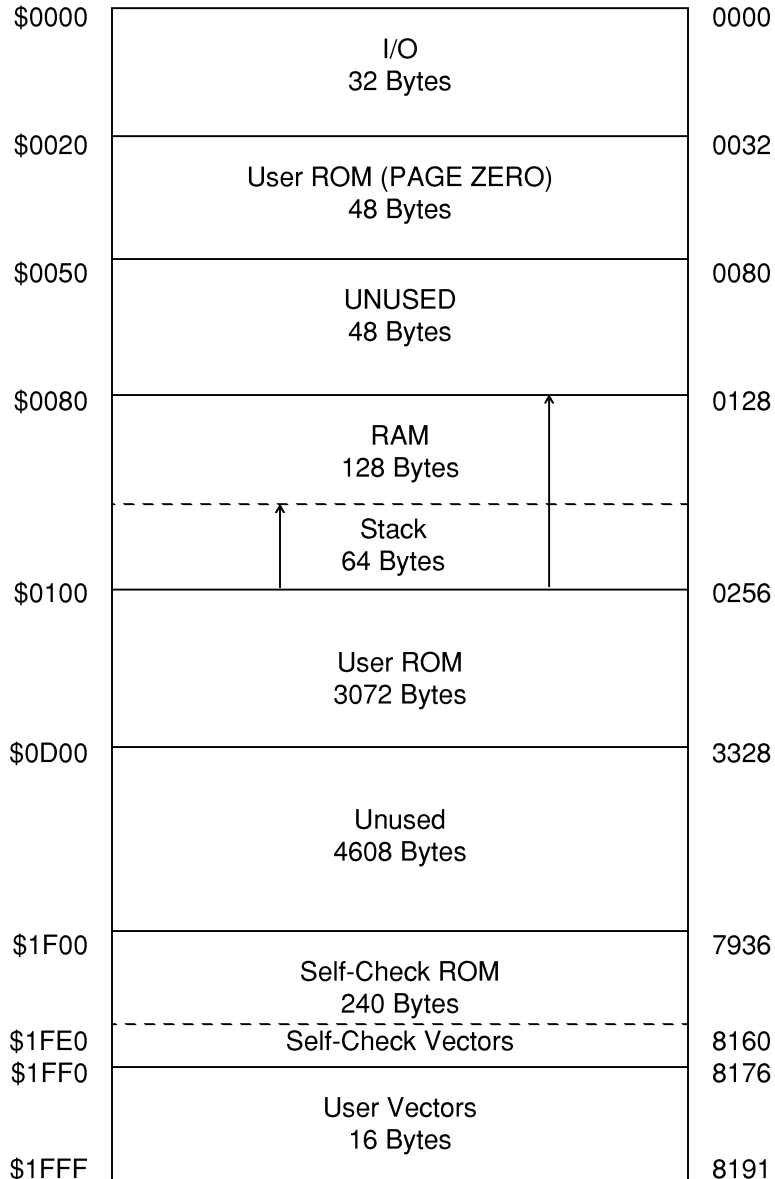 $0000 0000
I/O
32 Bytes
$0020 0032
User ROM (PAGE ZERO)
48 Bytes
$0050 0080
UNUSED
48 Bytes
$0080 0128
RAM
128 Bytes
Stack
64 Bytes
$0100 0256
User ROM
3072 Bytes
$0D00 3328
Unused
4608 Bytes
$1F00 7936
Self-Check ROM
240 Bytes
$1FE0 Self-Check Vectors 8160
$1FF0 8176
User Vectors
16 Bytes
$1FFF 8191